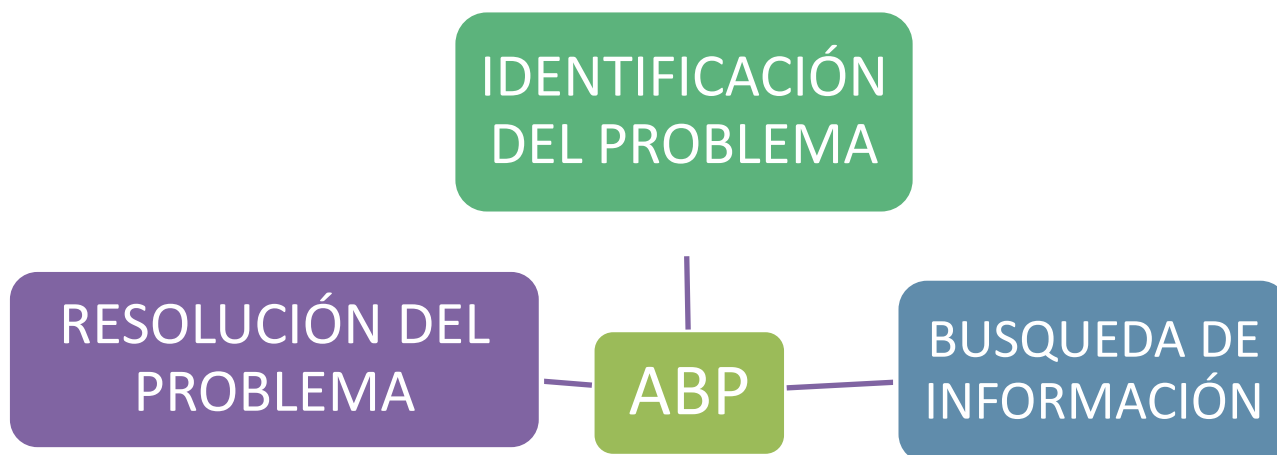 IDENTIFICACIÓN
DEL PROBLEMA
RESOLUCIÓN DEL
PROBLEMA
ABP
BUSQUEDA DE
INFORMACIÓN